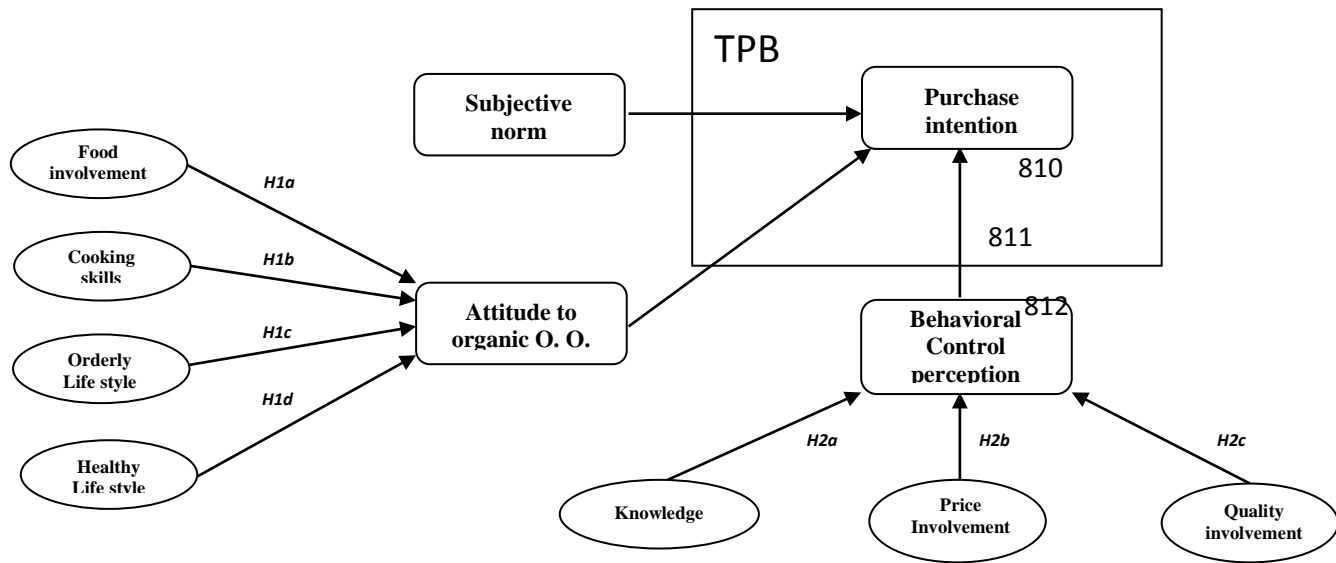 TPB
Subjective
norm
Purchase
intention
Food
involvement
H1a
810
Cooking
skills
H1b
811
Attitude to
organic O. O.
812
Behavioral
Control
perception
Orderly
Life style
H1c
H1d
Healthy
Life style
H2a
H2b
H2c
Knowledge
Price
Involvement
Quality
involvement